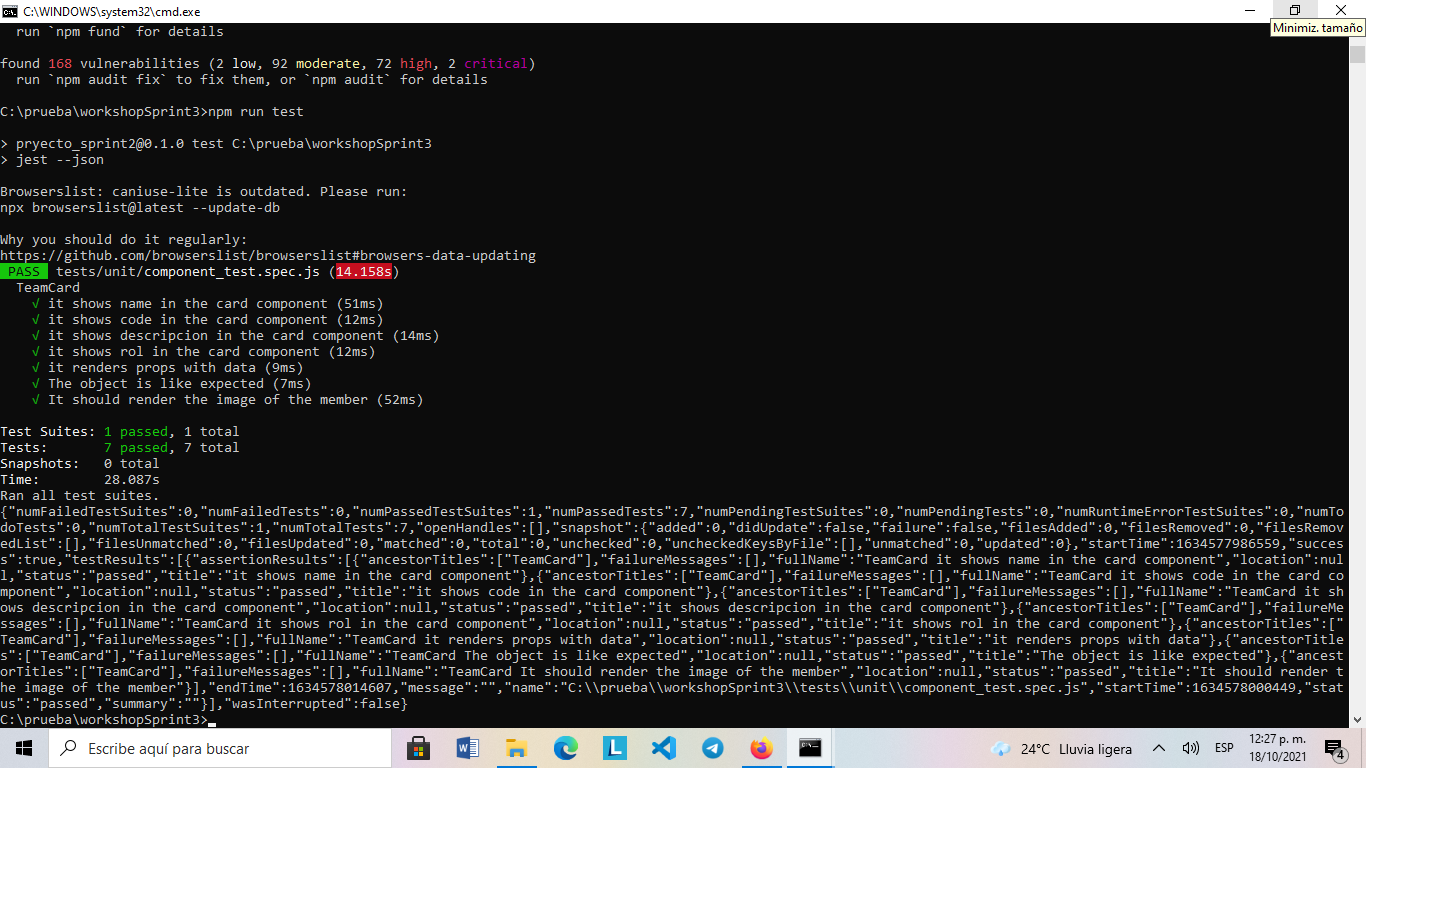 C:\WINDOWS\system32\cmd.exe
Minimiz. tamaño
run `npm fund` for details
found 168 vulnerabilities (2 low, 92 moderate, 72 high, 2 critical)
run `npm audit fix` to fix them, or `npm audit` for details
C:\prueba\workshopSprint3>npm run test
> pryecto_sprint2@0.1.0 test C:\prueba\workshopSprint3
> jest --json
Browserslist: caniuse-lite is outdated. Please run:
npx browserslist@latest --update-db
Why you should do it regularly:
https://github.com/browserslist/browserslist#browsers-data-updating
PASS tests/unit/component_test.spec.js (14.158s)
TeamCard
√ it shows name in the card component (51ms)
√ it shows code in the card component (12ms)
√ it shows descripcion in the card component (14ms)
√ it shows rol in the card component (12ms)
√ it renders props with data (9ms)
√ The object is like expected (7ms)
√ It should render the image of the member (52ms)
Test Suites: 1 passed, 1 total
Tests: 7 passed, 7 total
Snapshots: 0 total
Time: 28.087s
Ran all test suites.
{"numFailedTestSuites":0,"numFailedTests":0,"numPassedTestSuites":1,"numPassedTests":7,"numPendingTestSuites":0,"numPendingTests":0,"numRuntimeErrorTestSuites":0,"numTo
doTests":0,"numTotalTestSuites":1,"numTotalTests":7,"openHandles":[],"snapshot":{"added":0,"didUpdate":false,"failure":false,"filesAdded":0,"filesRemoved":0,"filesRemov
edList":[],"filesUnmatched":0,"filesUpdated":0,"matched":0,"total":0,"unchecked":0,"uncheckedKeysByFile":[],"unmatched":0,"updated":0},"startTime":1634577986559,"succes
s":true,"testResults":[{"assertionResults":[{"ancestorTitles":["TeamCard"],"failureMessages":[],"fullName":"TeamCard it shows name in the card component","location":nul
l,"status":"passed","title":"it shows name in the card component"},{"ancestorTitles":["TeamCard"],"failureMessages":[],"fullName":"TeamCard it shows code in the card co
mponent","location":null,"status":"passed","title":"it shows code in the card component"},{"ancestorTitles":["TeamCard"],"failureMessages":[],"fullName":"TeamCard it sh
ows descripcion in the card component","location":null,"status":"passed","title":"it shows descripcion in the card component"},{"ancestorTitles":["TeamCard"],"failureMe
ssages":[],"fullName":"TeamCard it shows rol in the card component","location":null,"status":"passed","title":"it shows rol in the card component"},{"ancestorTitles":["
TeamCard"],"failureMessages":[],"fullName":"TeamCard it renders props with data","location":null,"status":"passed","title":"it renders props with data"},{"ancestorTitle
s":["TeamCard"],"failureMessages":[],"fullName":"TeamCard The object is like expected","location":null,"status":"passed","title":"The object is like expected"},{"ancest
orTitles":["TeamCard"],"failureMessages":[],"fullName":"TeamCard It should render the image of the member","location":null,"status":"passed","title":"It should render t
he image of the member"}],"endTime":1634578014607,"message":"","name":"C:\\prueba\\workshopSprint3\\tests\\unit\\component_test.spec.js","startTime":1634578000449,"stat
us":"passed","summary":""}],"wasInterrupted":false}
C:\prueba\workshopSprint3>
Escribe aquí para buscar
24°C Lluvia ligera
ESP
12:27 p. m.
18/10/2021
4